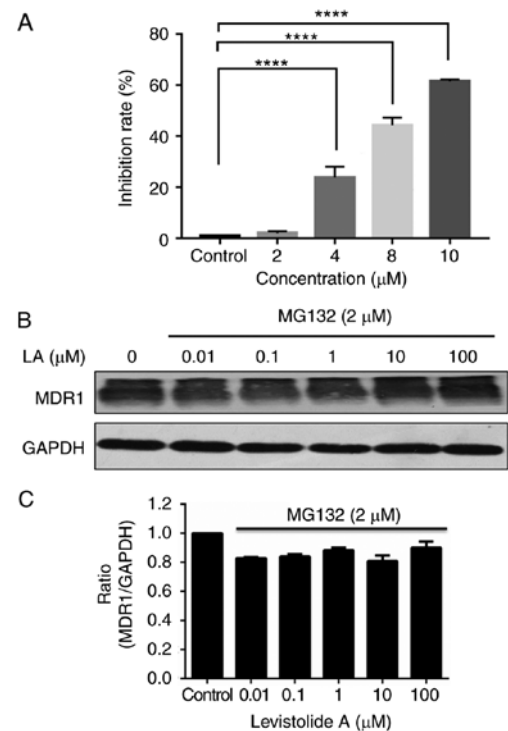 A
Inhibition rate (%)
80
60
40
20
0
****
****
****
Control 2 4 8 10
Concentration (μM)
B
MG132 (2 μM)
LA (μM) 0 0.01 0.1 1 10 100
MDR1
GAPDH
C
Ratio
(MDR1/GAPDH)
1.2
1.0
0.8
0.6
0.4
0.2
0.0
MG132 (2 μM)
Control 0.01 0.1 1 10 100
Levistolide A (μM)